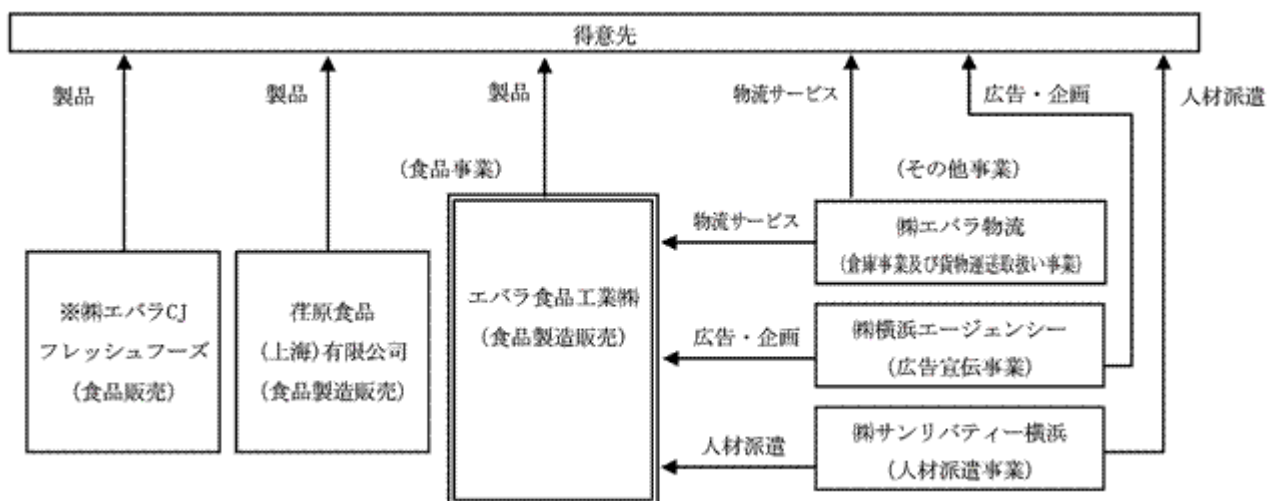 得意先
製品
製品
製品
物流サービス
広告・企画
人材派遣
(食品事業)
(その他事業)
※㈱エバラCJ
フレッシュフーズ
(食品販売)
荏原食品
(上海)有限公司
(食品製造販売)
エバラ食品工業㈱
(食品製造販売)
物流サービス
㈱エバラ物流
(倉庫事業及び貨物運送取扱い事業)
広告・企画
㈱横浜エージェンシー
(広告宣伝事業)
人材派遣
㈱サンリバティー横浜
(人材派遣事業)